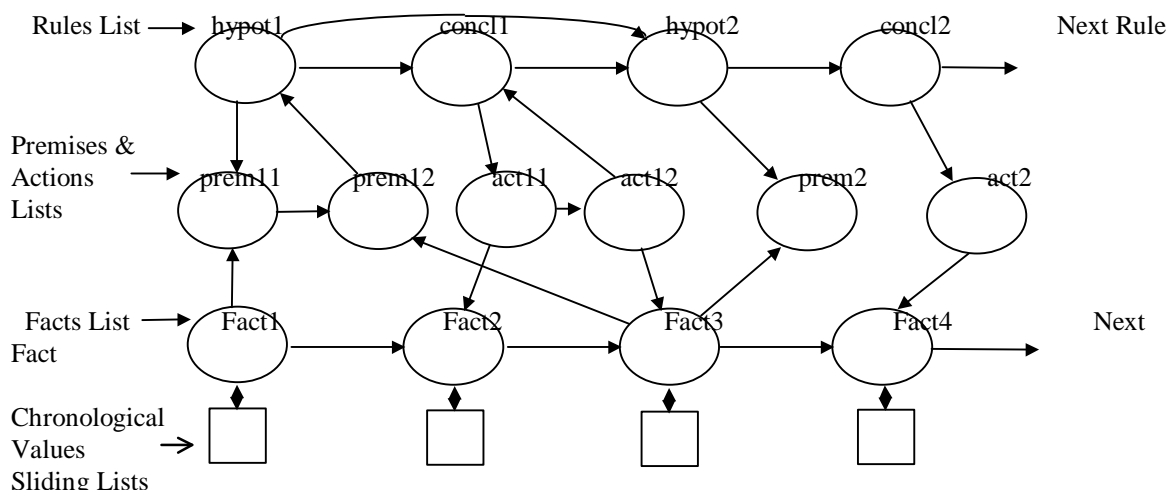 Rules List hypot1 concl1 hypot2 concl2 Next Rule
Premises &
Actions
Lists
prem11 prem12 act11 act12 prem2 act2
Facts List Fact1 Fact2 Fact3 Fact4 Next
Fact
Chronological
Values
Sliding Lists